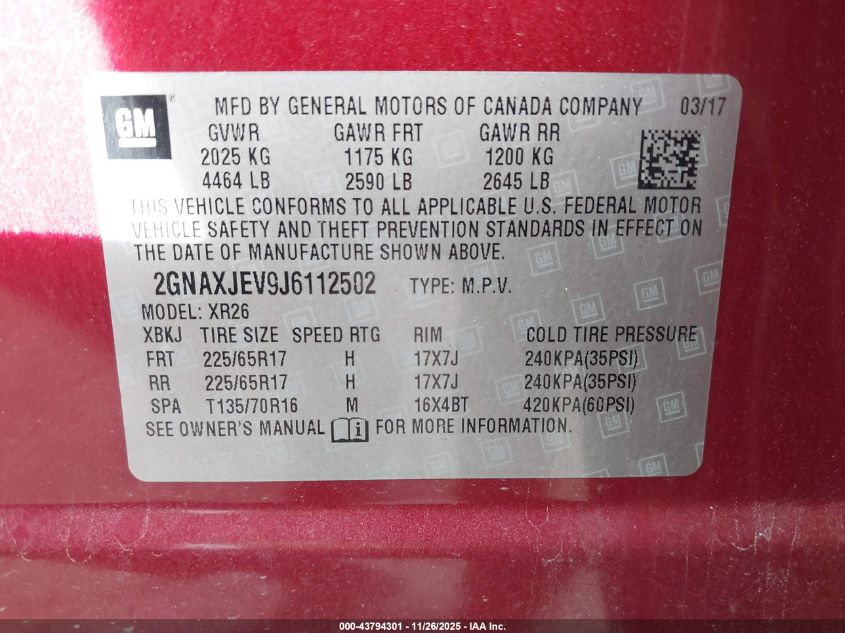 GM MFD BY GENERAL MOTORS OF CANADA COMPANY 03/17
GVWR GAWR FRT GAWR RR
2025 KG 1175 KG 1200 KG
4464 LB 2590 LB 2645 LB
THIS VEHICLE CONFORMS TO ALL APPLICABLE U.S. FEDERAL MOTOR
VEHICLE SAFETY AND THEFT PREVENTION STANDARDS IN EFFECT ON
THE DATE OF MANUFACTURE SHOWN ABOVE.
2GNAXJEV9J6112502 TYPE: M.P.V.
MODEL: XR26
XBKJ TIRE SIZE SPEED RTG RIM COLD TIRE PRESSURE
FRT 225/65R17 H 17X7J 240KPA(35PSI)
RR 225/65R17 H 17X7J 240KPA(35PSI)
SPA T135/70R16 M 16X4BT 420KPA(60PSI)
SEE OWNER'S MANUAL i FOR MORE INFORMATION.
000-43794301 - 11/26/2025 - IAA Inc.